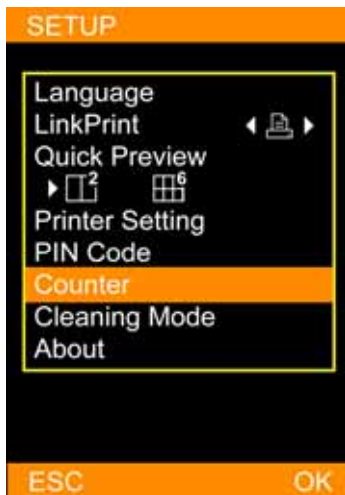 SETUP
Language
LinkPrint
Quick Preview
2 6
Printer Setting
PIN Code
Counter
Cleaning Mode
About
ESC OK